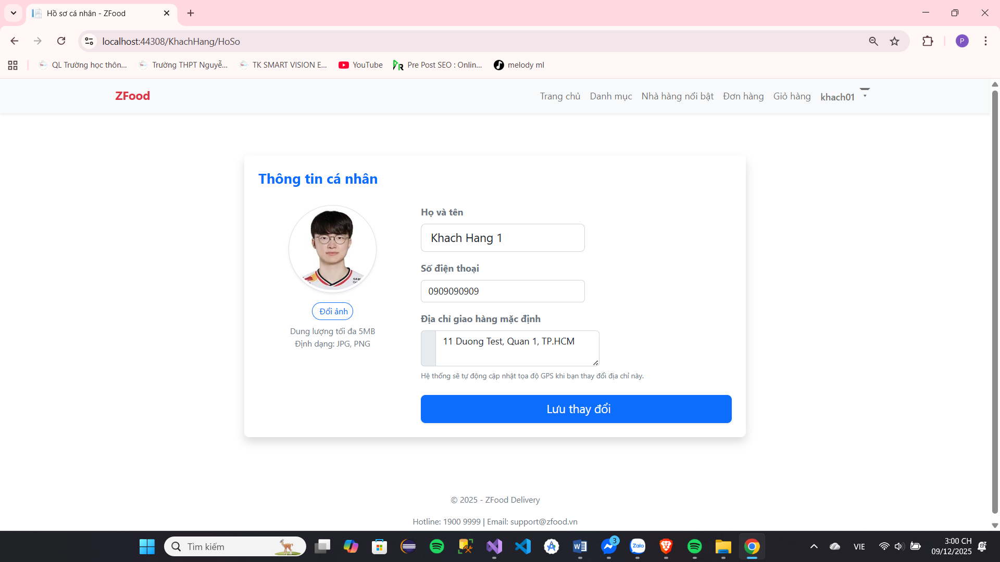 Hồ sơ cá nhân - ZFood
localhost:44308/KhachHang/HoSo
P
QL Trường học thôn...
Trường THPT Nguyễ...
TK SMART VISION E...
YouTube
Pre Post SEO : Onlin...
melody ml
ZFood
Trang chủ
Danh mục
Nhà hàng nổi bật
Đơn hàng
Giỏ hàng
khach01
Thông tin cá nhân
Đổi ảnh
Dung lượng tối đa 5MB
Định dạng: JPG, PNG
Họ và tên
Khach Hang 1
Số điện thoại
0909090909
Địa chỉ giao hàng mặc định
11 Duong Test, Quan 1, TP.HCM
Hệ thống sẽ tự động cập nhật tọa độ GPS khi bạn thay đổi địa chỉ này.
Lưu thay đổi
© 2025 - ZFood Delivery
Hotline: 1900 9999 | Email: support@zfood.vn
Tìm kiếm
3
Zalo
VIE
3:00 CH
09/12/2025